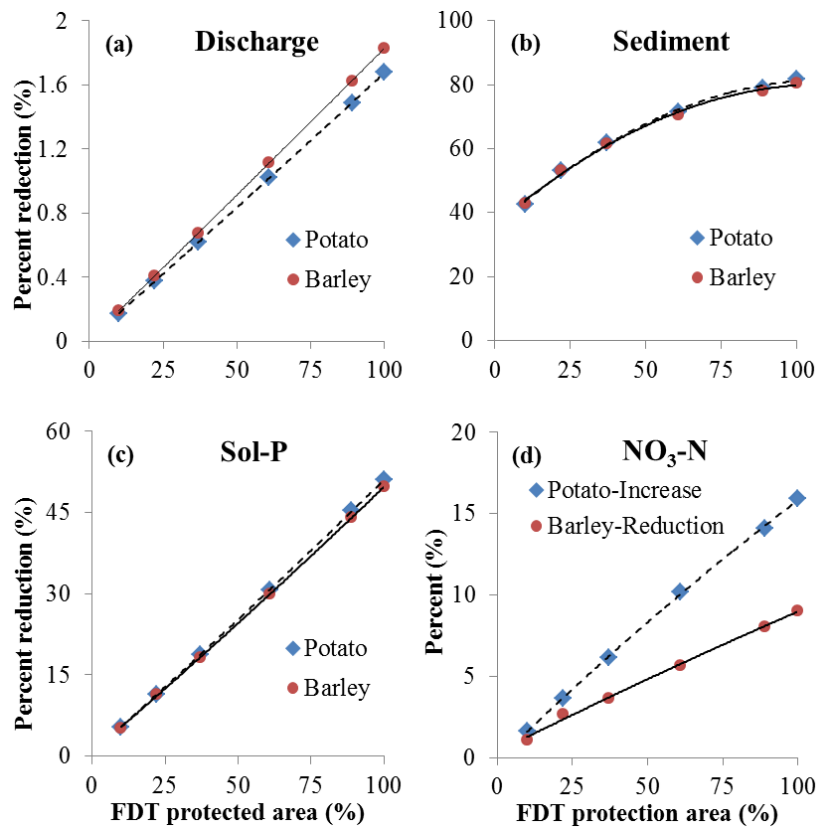 (a) Discharge
Percent redection (%)
2
1.6
1.2
0.8
0.4
0
Potato
Barley
0 25 50 75 100
(b) Sediment
100
80
60
40
20
0
Potato
Barley
0 25 50 75 100
(c) Sol-P
Percent reduction (%)
60
45
30
15
0
Potato
Barley
0 25 50 75 100
FDT protected area (%)
(d) NO₃-N
Percent (%)
20
15
10
5
0
Potato-Increase
Barley-Reduction
0 25 50 75 100
FDT protection area (%)